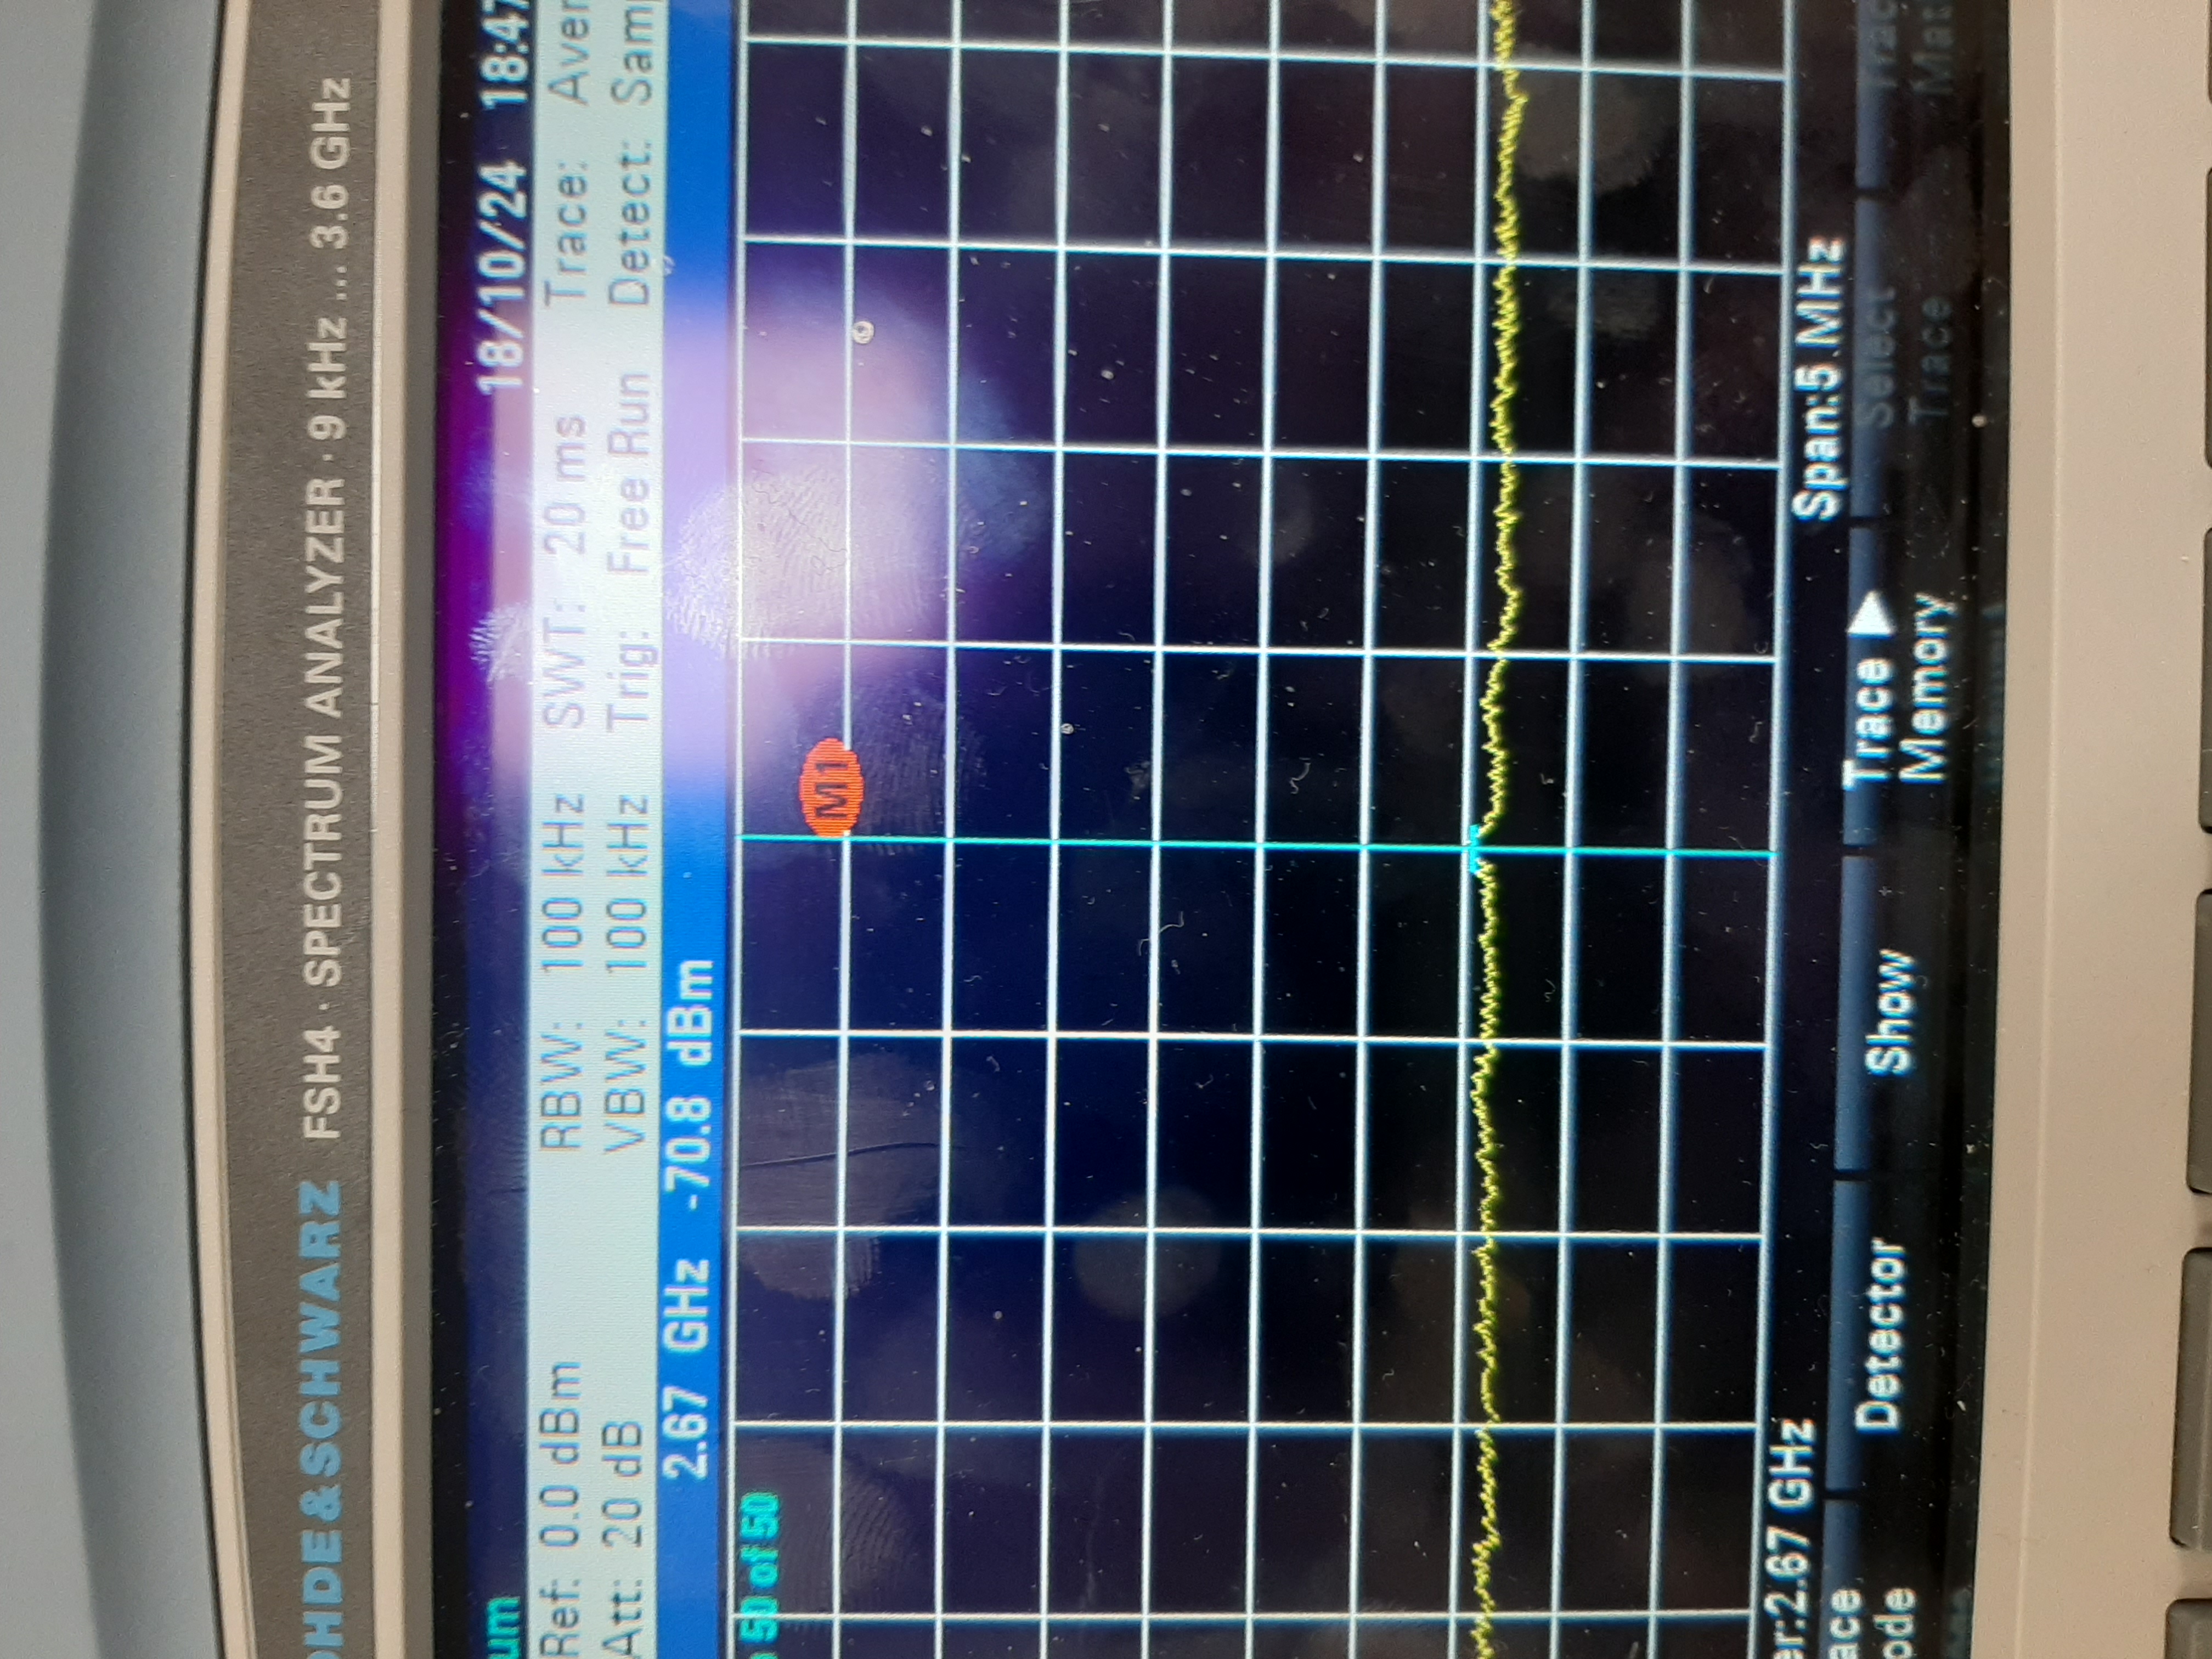 OHDE&SCHWARZ FSH4 · SPECTRUM ANALYZER · 9 kHz ... 3.6 GHz
um 18/10/24 18:47
Ref: 0.0 dBm RBW: 100 kHz SWT: 20 ms Trace: Aver
Att: 20 dB VBW: 100 kHz Trig: Free Run Detect: Sam
2.67 GHz -70.8 dBm
50 of 50
M1
er:2.67 GHz Span:5 MHz
ace
ode
Detector
Show
Trace
Memory
Select
Trace
Trac
Mat